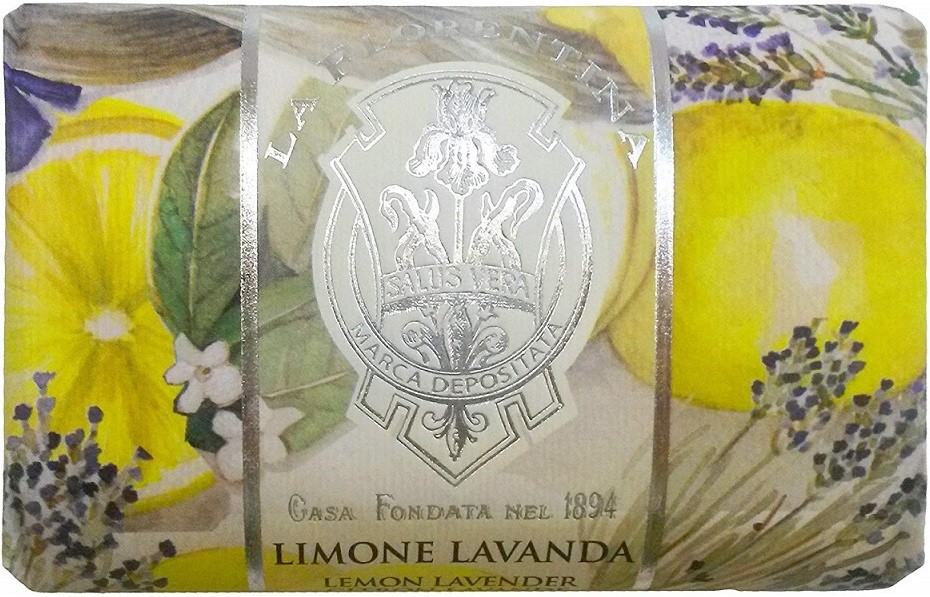 LA FLORENTINA
SALUS VERA
MARCA DEPOSITATA
CASA FONDATA NEL 1894
LIMONE LAVANDA
LEMON LAVENDER